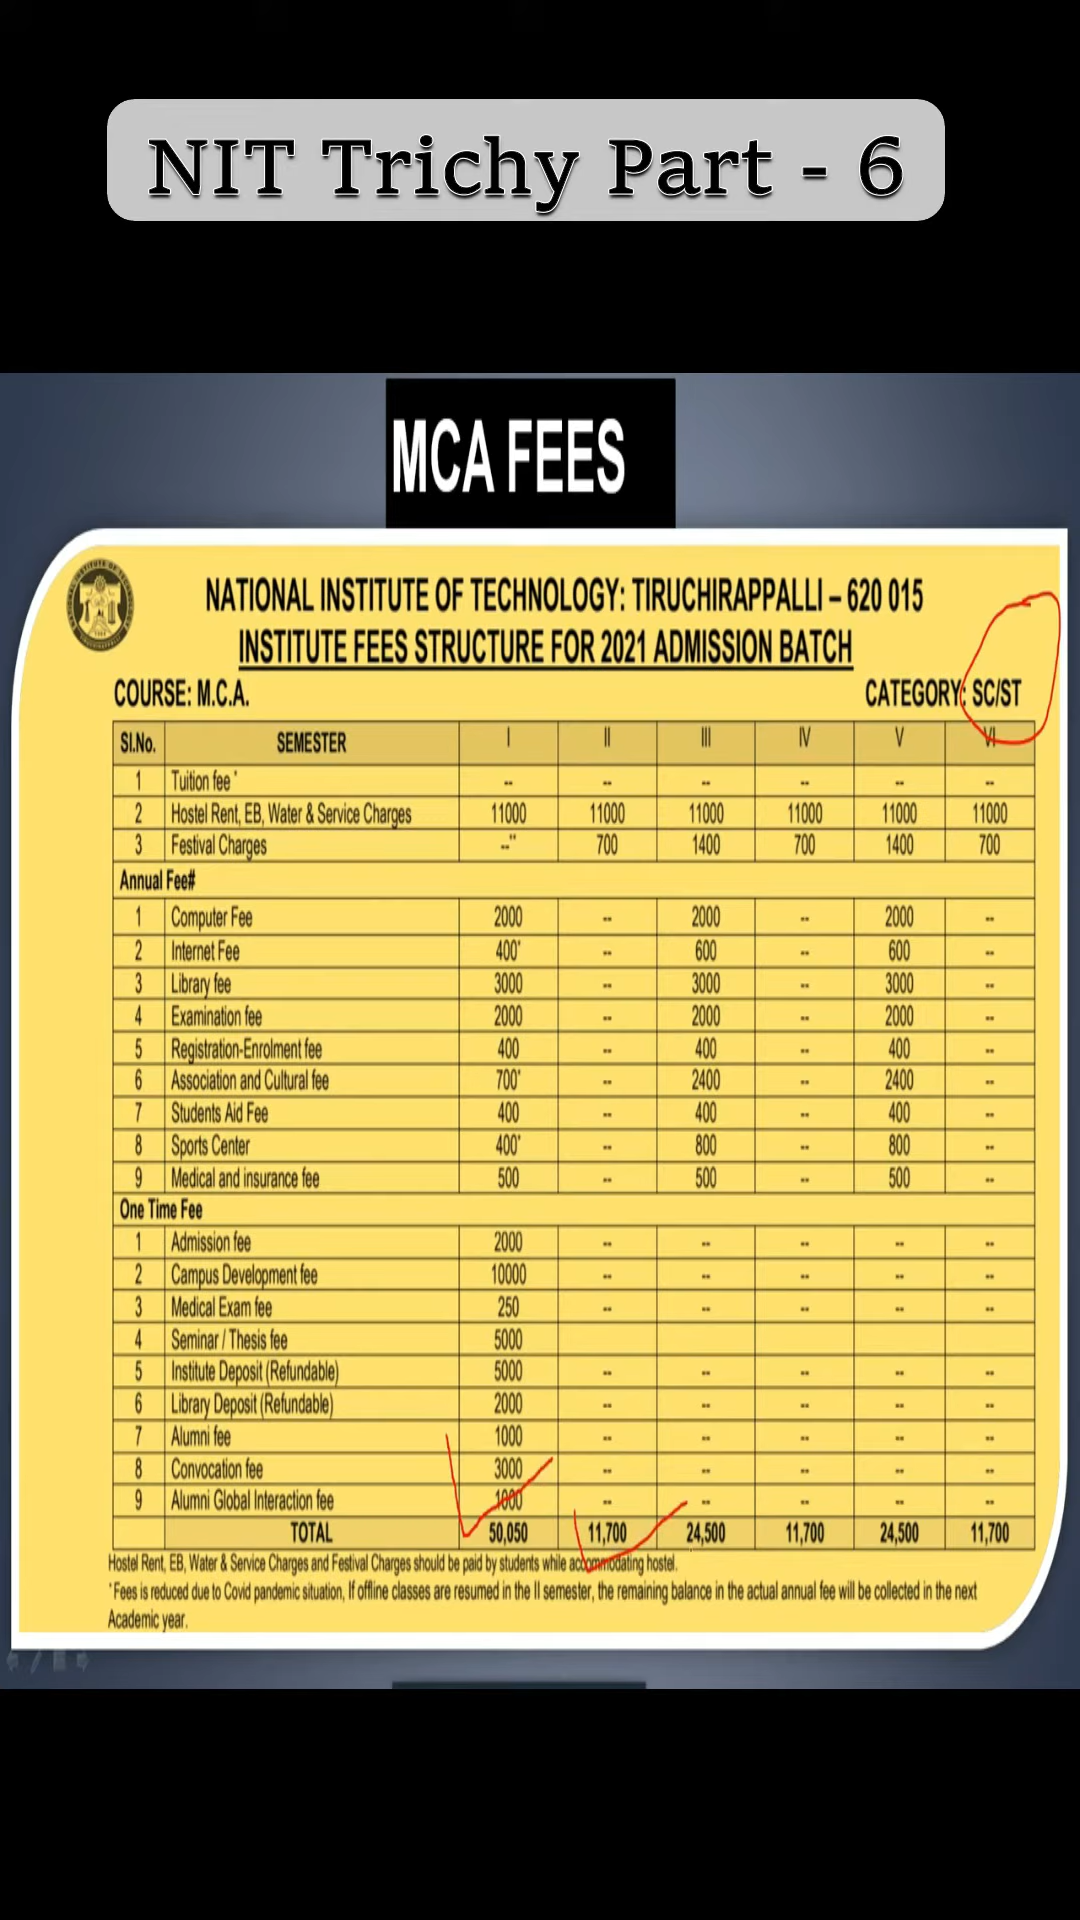 NIT Trichy Part - 6
MCA FEES
NATIONAL INSTITUTE OF TECHNOLOGY: TIRUCHIRAPPALLI – 620 015
INSTITUTE FEES STRUCTURE FOR 2021 ADMISSION BATCH
COURSE: M.C.A. CATEGORY: SC/ST
Sl.No. SEMESTER I II III IV V VI
1 Tuition fee* -- -- -- -- -- --
2 Hostel Rent, EB, Water & Service Charges 11000 11000 11000 11000 11000 11000
3 Festival Charges --** 700 1400 700 1400 700
Annual Fee#
1 Computer Fee 2000 -- 2000 -- 2000 --
2 Internet Fee 400* -- 600 -- 600 --
3 Library fee 3000 -- 3000 -- 3000 --
4 Examination fee 2000 -- 2000 -- 2000 --
5 Registration-Enrolment fee 400 -- 400 -- 400 --
6 Association and Cultural fee 700* -- 2400 -- 2400 --
7 Students Aid Fee 400 -- 400 -- 400 --
8 Sports Center 400* -- 800 -- 800 --
9 Medical and insurance fee 500 -- 500 -- 500 --
One Time Fee
1 Admission fee 2000 -- -- -- -- --
2 Campus Development fee 10000 -- -- -- -- --
3 Medical Exam fee 250 -- -- -- -- --
4 Seminar / Thesis fee 5000
5 Institute Deposit (Refundable) 5000 -- -- -- -- --
6 Library Deposit (Refundable) 2000 -- -- -- -- --
7 Alumni fee 1000 -- -- -- -- --
8 Convocation fee 3000 -- -- -- -- --
9 Alumni Global Interaction fee 1000 -- -- -- -- --
TOTAL 50,050 11,700 24,500 11,700 24,500 11,700
Hostel Rent, EB, Water & Service Charges and Festival Charges should be paid by students while accommodating hostel.
*Fees is reduced due to Covid pandemic situation, If offline classes are resumed in the II semester, the remaining balance in the actual annual fee will be collected in the next
Academic year.